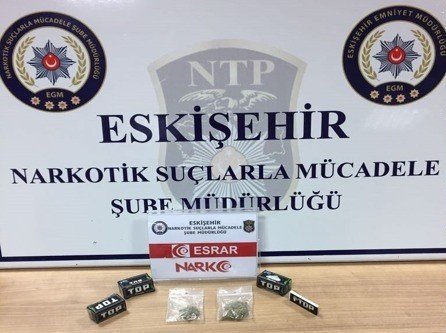 NARKOTİK SUÇLARLA MÜCADELE ŞUBE MÜDÜRLÜĞÜ
EGM
ESKİŞEHİR EMNİYET MÜDÜRLÜĞÜ
EGM
NTP
ESKİŞEHİR
NARKOTİK SUÇLARLA MÜCADELE
ŞUBE MÜDÜRLÜĞÜ
ESKİŞEHİR
NARKOTİK SUÇLARLA MÜCADELE
ŞUBE MÜDÜRLÜĞÜ
ESRAR
NARKO
TOP
TOP
TOP
TOP
TOP